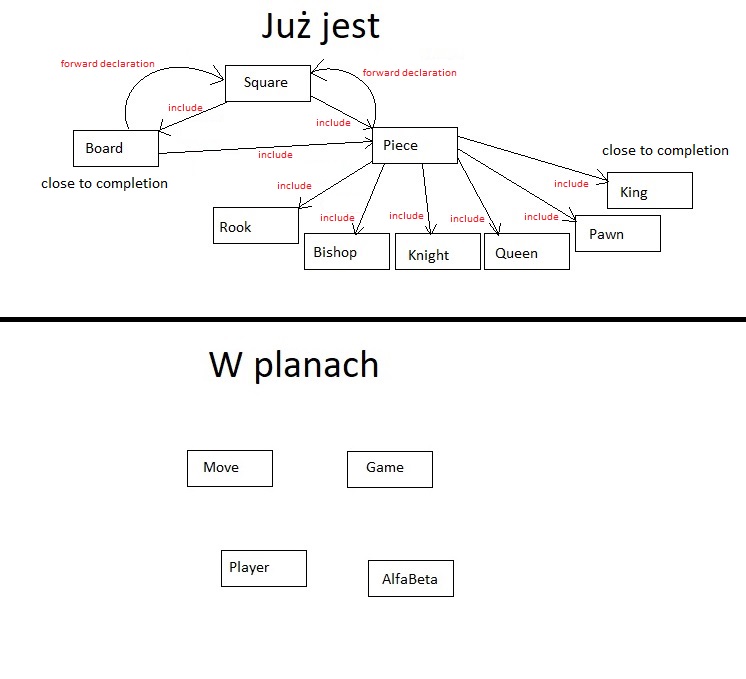 Już jest
forward declaration
Square
forward declaration
include
include
Board
include
Piece
close to completion
close to completion
include
include
King
Rook
include
include
include
include
Pawn
Bishop
Knight
Queen
W planach
Move
Game
Player
AlfaBeta